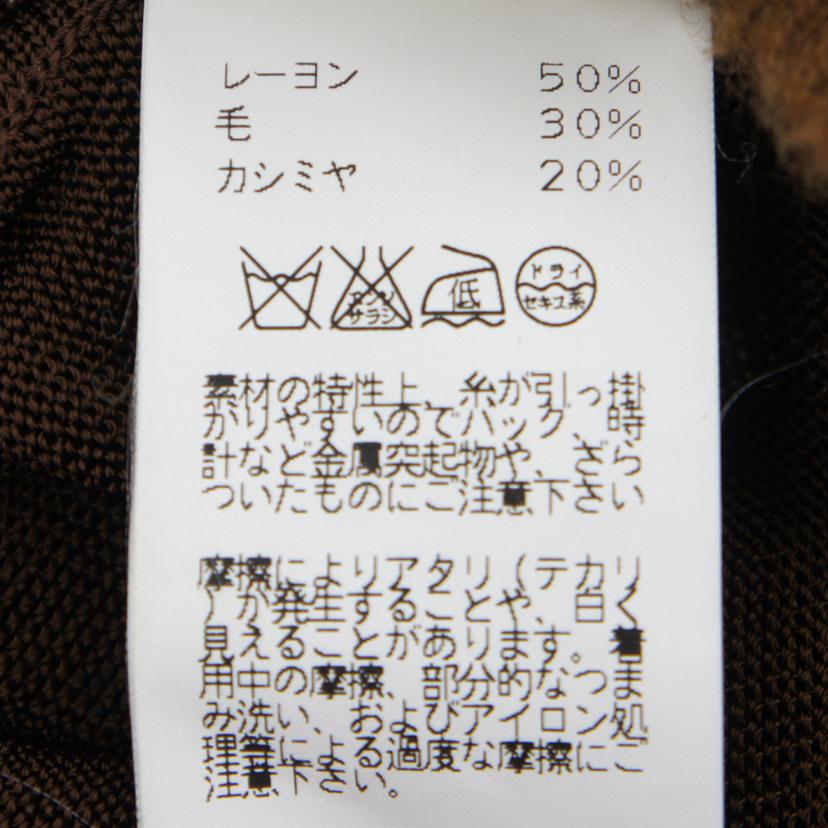 レーヨン 50%
毛 30%
カシミヤ 20%
エンソ
サラシ
低
ドライ
セキユ系
素材の特性上、糸が引っ掛
かりやすいのでバッグ、時
計など金属突起物や、ざら
ついたものにご注意下さい
摩擦によりアタリ（テカリ
）が発生することや、白く
見えることがあります。着
用中の摩擦、部分的なつま
み洗い、およびアイロン処
理等による過度な摩擦にご
注意下さい。